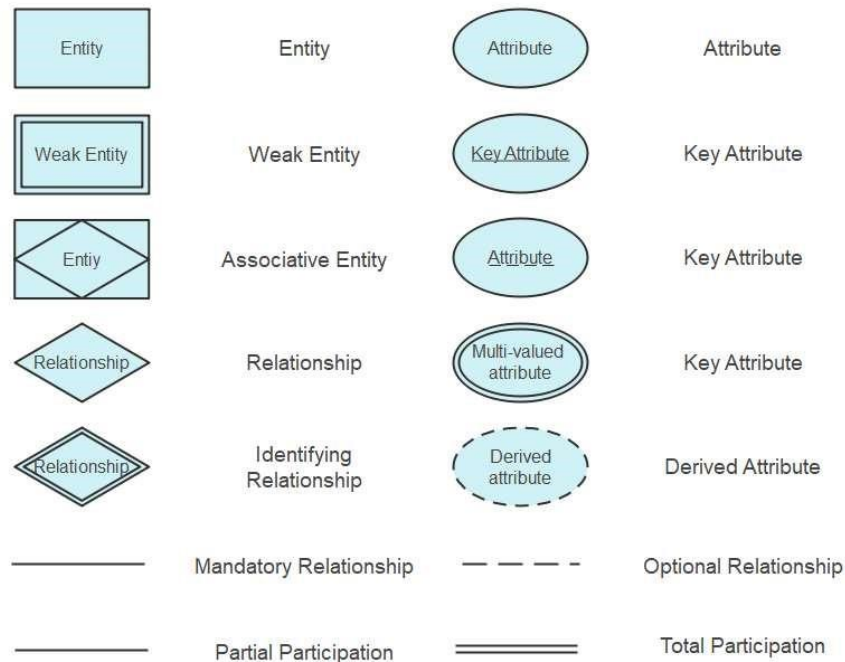 Entity
Entity
Attribute
Attribute
Weak Entity
Weak Entity
Key Attribute
Key Attribute
Entiy
Associative Entity
Attribute
Key Attribute
Relationship
Relationship
Multi-valued
attribute
Key Attribute
Relationship
Identifying
Relationship
Derived
attribute
Derived Attribute
Mandatory Relationship
Optional Relationship
Partial Participation
Total Participation